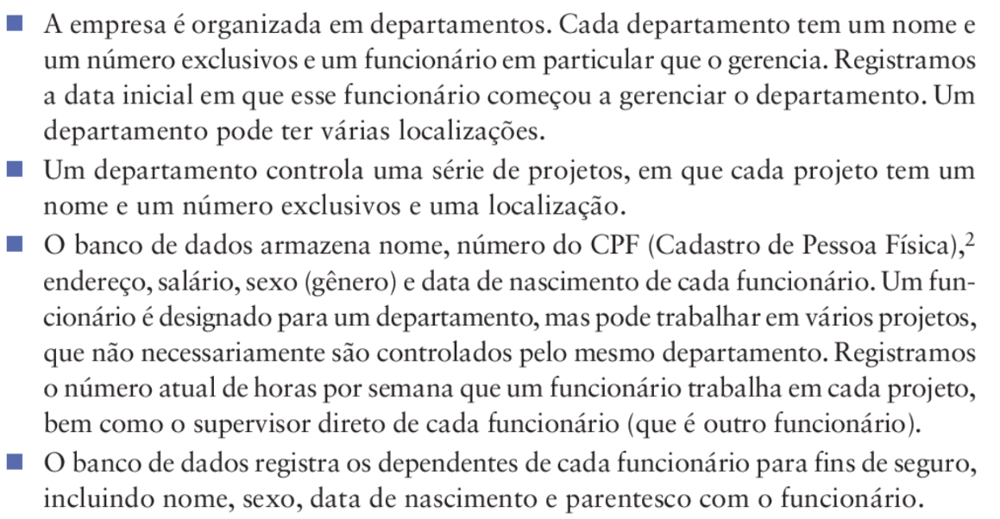 ■ A empresa é organizada em departamentos. Cada departamento tem um nome e
um número exclusivos e um funcionário em particular que o gerencia. Registramos
a data inicial em que esse funcionário começou a gerenciar o departamento. Um
departamento pode ter várias localizações.
■ Um departamento controla uma série de projetos, em que cada projeto tem um
nome e um número exclusivos e uma localização.
■ O banco de dados armazena nome, número do CPF (Cadastro de Pessoa Física),²
endereço, salário, sexo (gênero) e data de nascimento de cada funcionário. Um fun-
cionário é designado para um departamento, mas pode trabalhar em vários projetos,
que não necessariamente são controlados pelo mesmo departamento. Registramos
o número atual de horas por semana que um funcionário trabalha em cada projeto,
bem como o supervisor direto de cada funcionário (que é outro funcionário).
■ O banco de dados registra os dependentes de cada funcionário para fins de seguro,
incluindo nome, sexo, data de nascimento e parentesco com o funcionário.